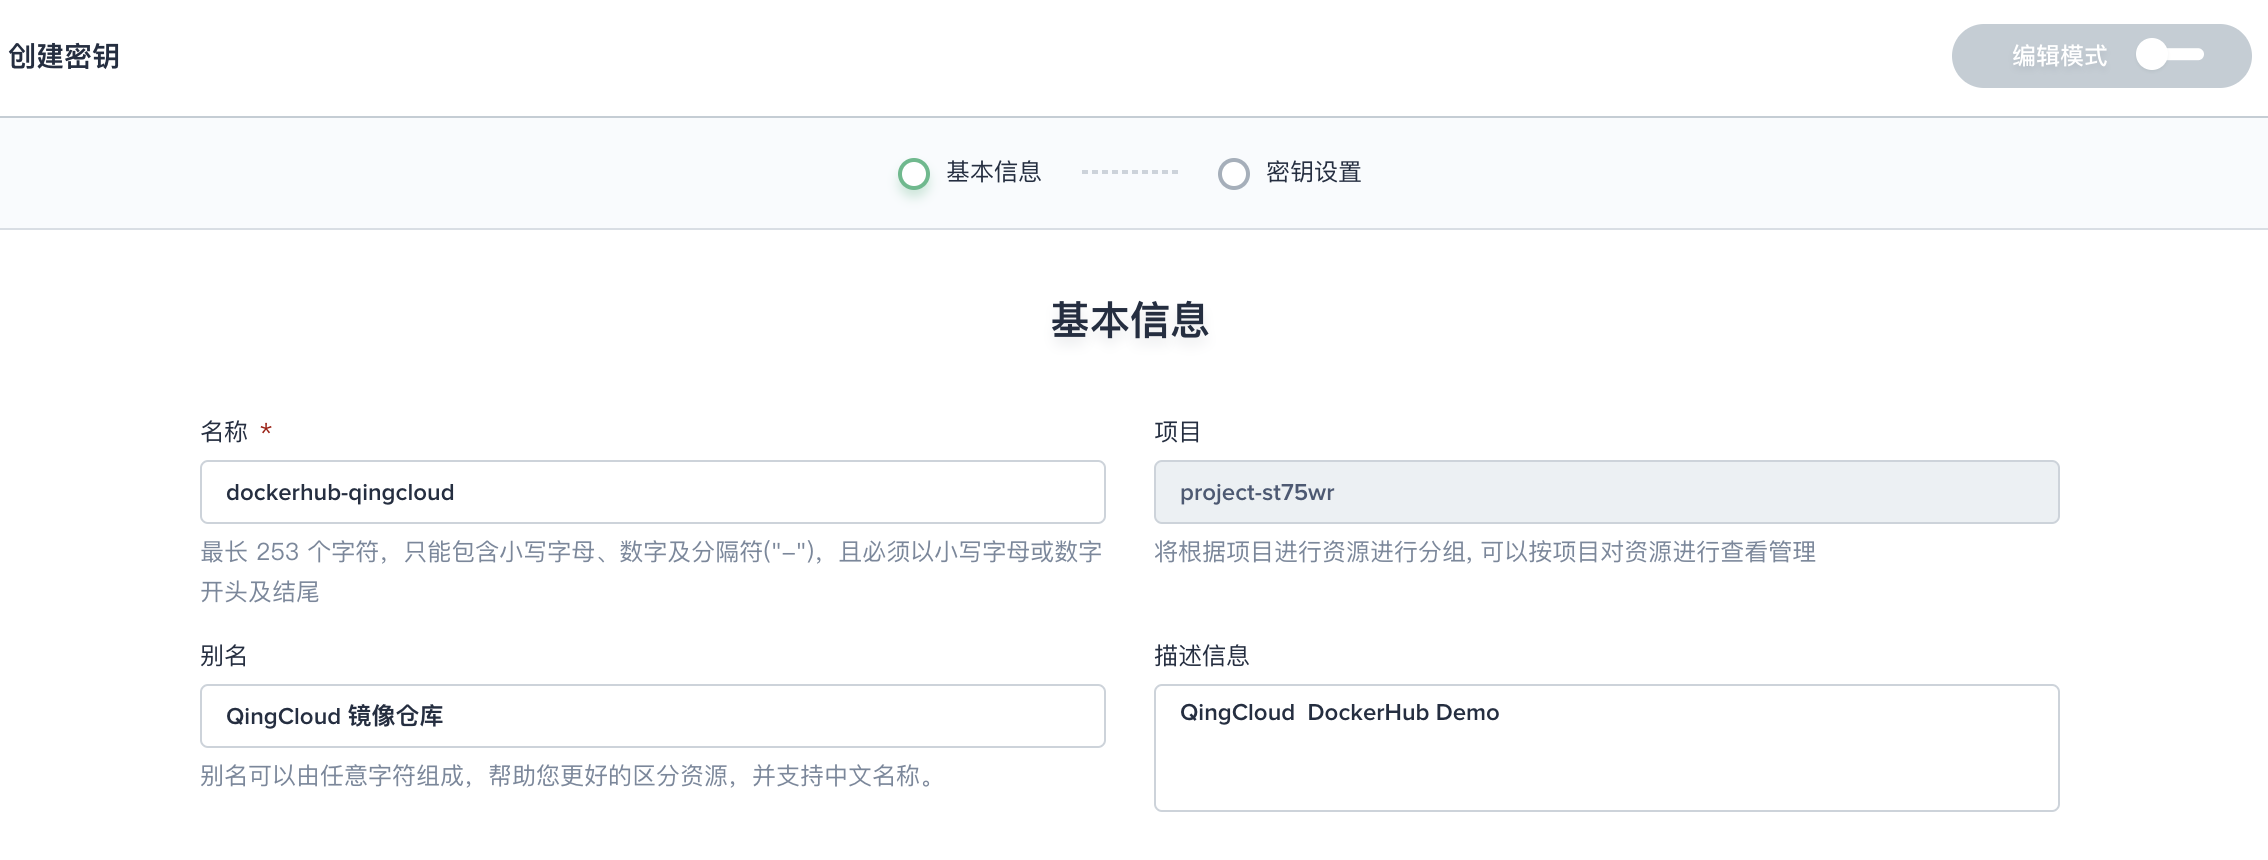 创建密钥
编辑模式
基本信息
密钥设置
基本信息
名称 *
项目
dockerhub-qingcloud
project-st75wr
最长 253 个字符，只能包含小写字母、数字及分隔符("-")，且必须以小写字母或数字
开头及结尾
将根据项目进行资源进行分组, 可以按项目对资源进行查看管理
别名
描述信息
QingCloud 镜像仓库
QingCloud  DockerHub Demo
别名可以由任意字符组成，帮助您更好的区分资源，并支持中文名称。